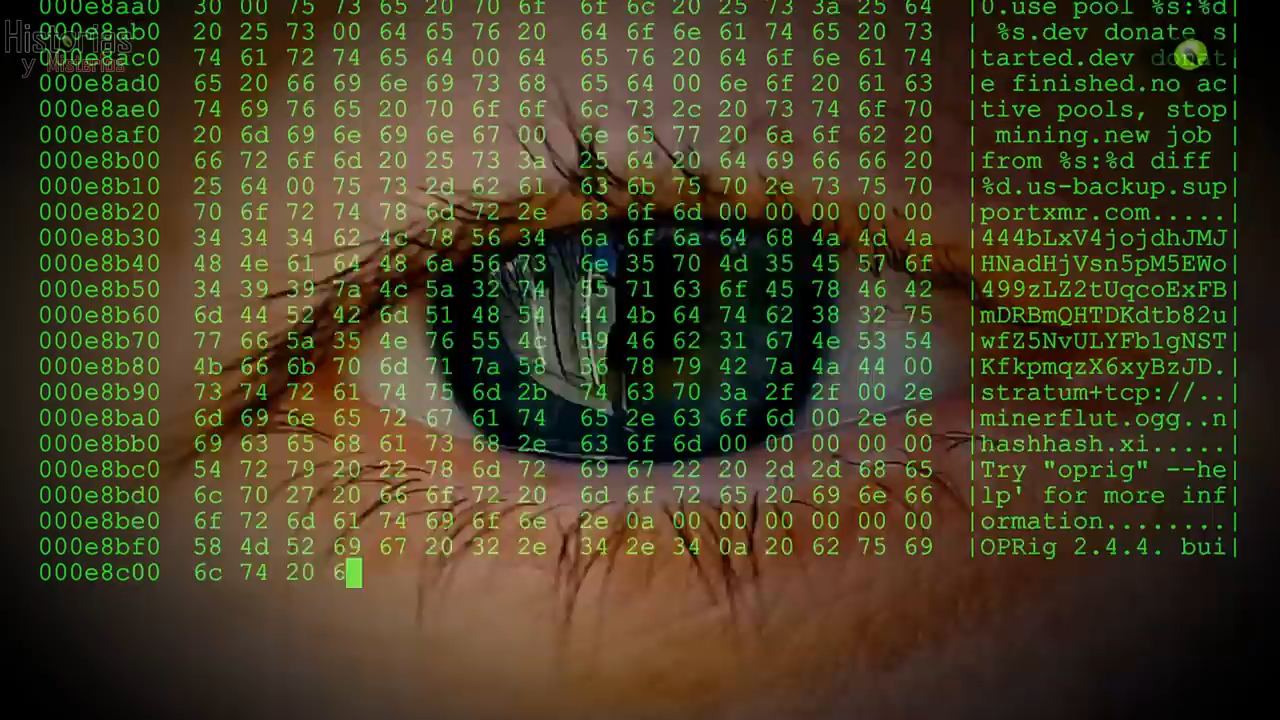 Historias
y Misterios
000e8aa0 30 00 75 73 65 20 70 6f 6f 6c 20 25 73 3a 25 64 |0.use pool %s:%d|
000e8ab0 20 25 73 00 64 65 76 20 64 6f 6e 61 74 65 20 73 | %s.dev donate s|
000e8ac0 74 61 72 74 65 64 00 64 65 76 20 64 6f 6e 61 74 |tarted.dev donat|
000e8ad0 65 20 66 69 6e 69 73 68 65 64 00 6e 6f 20 61 63 |e finished.no ac|
000e8ae0 74 69 76 65 20 70 6f 6f 6c 73 2c 20 73 74 6f 70 |tive pools, stop|
000e8af0 20 6d 69 6e 69 6e 67 00 6e 65 77 20 6a 6f 62 20 | mining.new job |
000e8b00 66 72 6f 6d 20 25 73 3a 25 64 20 64 69 66 66 20 |from %s:%d diff |
000e8b10 25 64 00 75 73 2d 62 61 63 6b 75 70 2e 73 75 70 |%d.us-backup.sup|
000e8b20 70 6f 72 74 78 6d 72 2e 63 6f 6d 00 00 00 00 00 |portxmr.com.....|
000e8b30 34 34 34 62 4c 78 56 34 6a 6f 6a 64 68 4a 4d 4a |444bLxV4jojdhJMJ|
000e8b40 48 4e 61 64 48 6a 56 73 6e 35 70 4d 35 45 57 6f |HNadHjVsn5pM5EWo|
000e8b50 34 39 39 7a 4c 5a 32 74 55 71 63 6f 45 78 46 42 |499zLZ2tUqcoExFB|
000e8b60 6d 44 52 42 6d 51 48 54 44 4b 64 74 62 38 32 75 |mDRBmQHTDKdtb82u|
000e8b70 77 66 5a 35 4e 76 55 4c 59 46 62 31 67 4e 53 54 |wfZ5NvULYFb1gNST|
000e8b80 4b 66 6b 70 6d 71 7a 58 36 78 79 42 7a 4a 44 00 |KfkpmqzX6xyBzJD.|
000e8b90 73 74 72 61 74 75 6d 2b 74 63 70 3a 2f 2f 00 2e |stratum+tcp://..|
000e8ba0 6d 69 6e 65 72 67 61 74 65 2e 63 6f 6d 00 2e 6e |minerflut.ogg..n|
000e8bb0 69 63 65 68 61 73 68 2e 63 6f 6d 00 00 00 00 00 |hashhash.xi.....|
000e8bc0 54 72 79 20 22 78 6d 72 69 67 22 20 2d 2d 68 65 |Try "oprig" --he|
000e8bd0 6c 70 27 20 66 6f 72 20 6d 6f 72 65 20 69 6e 66 |lp' for more inf|
000e8be0 6f 72 6d 61 74 69 6f 6e 2e 0a 00 00 00 00 00 00 |ormation........|
000e8bf0 58 4d 52 69 67 20 32 2e 34 2e 34 0a 20 62 75 69 |OPRig 2.4.4. bui|
000e8c00 6c 74 20 6